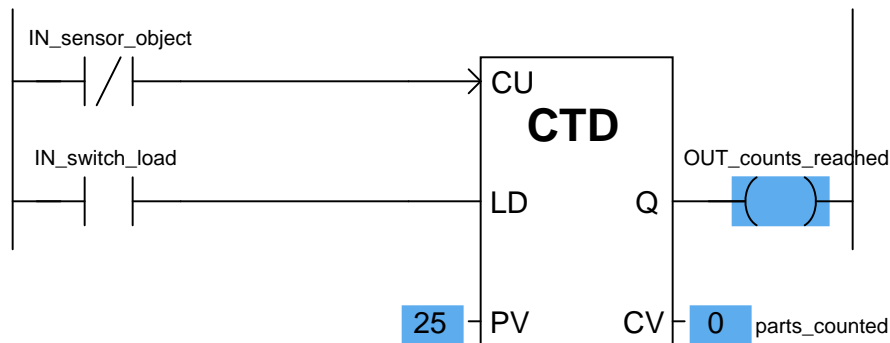 IN_sensor_object
CU
CTD
IN_switch_load
OUT_counts_reached
LD
Q
25
PV
CV
0
parts_counted